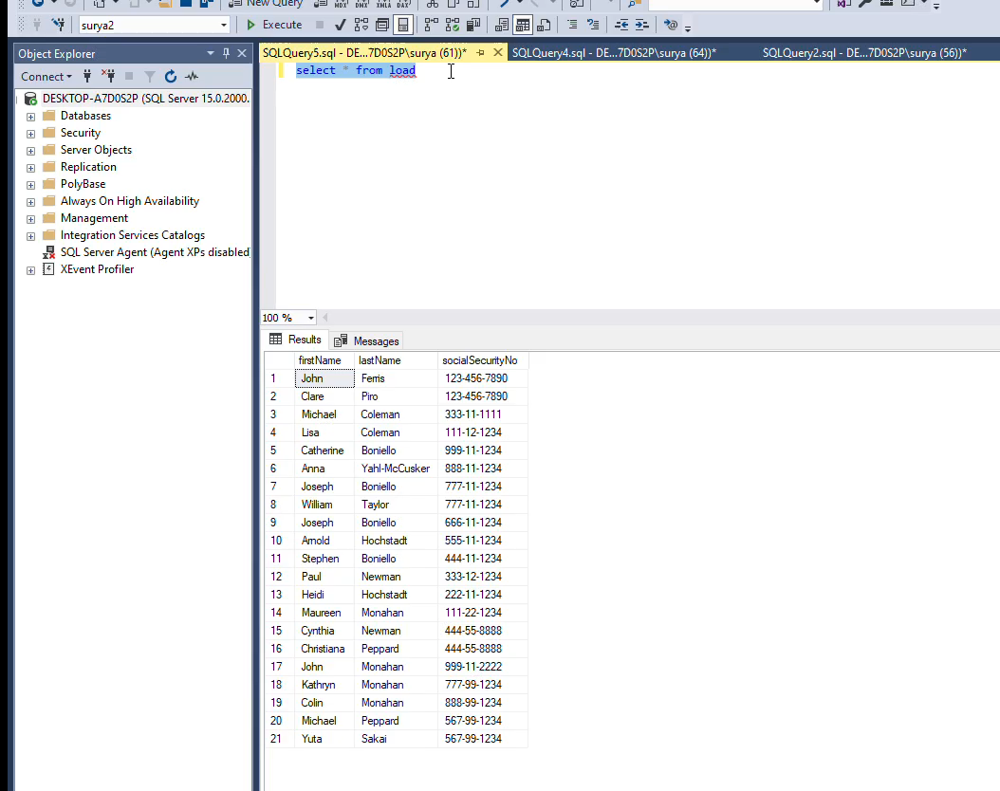 New Query
MDX DMX XMLA DAX
surya2
Execute
Object Explorer
Connect
DESKTOP-A7D0S2P (SQL Server 15.0.2000.
Databases
Security
Server Objects
Replication
PolyBase
Always On High Availability
Management
Integration Services Catalogs
SQL Server Agent (Agent XPs disabled)
XEvent Profiler
SQLQuery5.sql - DE...7D0S2P\surya (61))*
SQLQuery4.sql - DE...7D0S2P\surya (64))*
SQLQuery2.sql - DE...7D0S2P\surya (56))*
select * from load
100 %
Results
Messages
firstName lastName socialSecurityNo
1 John Ferris 123-456-7890
2 Clare Piro 123-456-7890
3 Michael Coleman 333-11-1111
4 Lisa Coleman 111-12-1234
5 Catherine Boniello 999-11-1234
6 Anna Yahl-McCusker 888-11-1234
7 Joseph Boniello 777-11-1234
8 William Taylor 777-11-1234
9 Joseph Boniello 666-11-1234
10 Arnold Hochstadt 555-11-1234
11 Stephen Boniello 444-11-1234
12 Paul Newman 333-12-1234
13 Heidi Hochstadt 222-11-1234
14 Maureen Monahan 111-22-1234
15 Cynthia Newman 444-55-8888
16 Christiana Peppard 444-55-8888
17 John Monahan 999-11-2222
18 Kathryn Monahan 777-99-1234
19 Colin Monahan 888-99-1234
20 Michael Peppard 567-99-1234
21 Yuta Sakai 567-99-1234